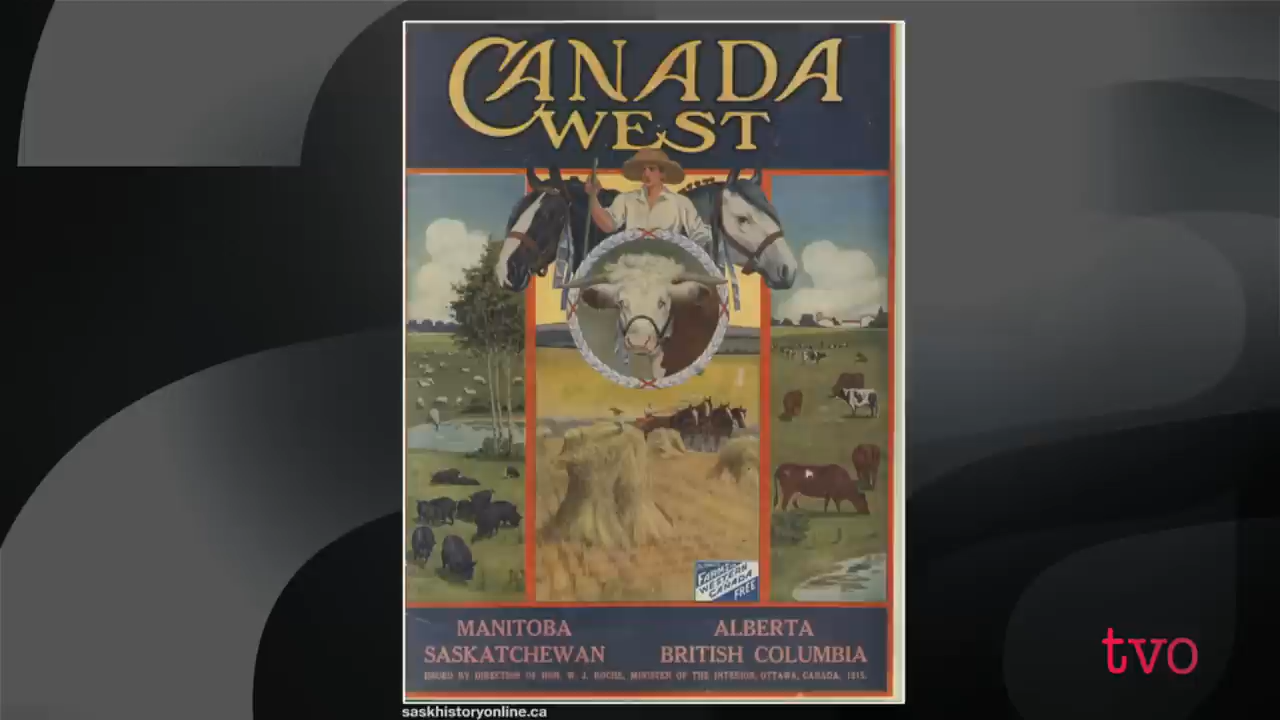 CANADA
WEST
FARMS
WESTERN
CANADA
FREE
MANITOBA
ALBERTA
SASKATCHEWAN
BRITISH COLUMBIA
ISSUED BY DIRECTION OF HON. W. J. ROCHE, MINISTER OF THE INTERIOR, OTTAWA, CANADA, 1915.
saskhistoryonline.ca
tvo